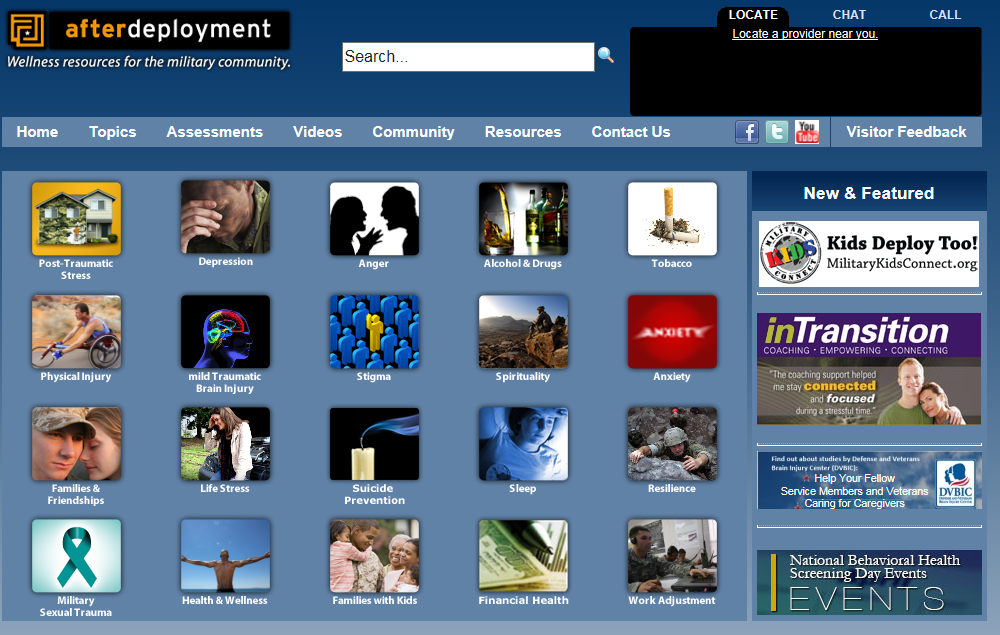 afterdeployment
Wellness resources for the military community.
Search...
LOCATE CHAT CALL
Locate a provider near you.
Home Topics Assessments Videos Community Resources Contact Us
f t You Tube
Visitor Feedback
Post-Traumatic
Stress
Depression
Anger
Alcohol & Drugs
Tobacco
Physical Injury
mild Traumatic
Brain Injury
Stigma
Spirituality
ANXIETY
Anxiety
Families &
Friendships
Life Stress
Suicide
Prevention
Sleep
Resilience
Military
Sexual Trauma
Health & Wellness
Families with Kids
Financial Health
Work Adjustment
New & Featured
MILITARY
KIDS
CONNECT
Kids Deploy Too!
MilitaryKidsConnect.org
inTransition
COACHING • EMPOWERING • CONNECTING
"The coaching support helped
me stay connected
and focused
during a stressful time."
Find out about studies by Defense and Veterans
Brain Injury Center (DVBIC):
☆ Help Your Fellow
Service Members and Veterans
☆ Caring for Caregivers
DVBIC
National Behavioral Health
Screening Day Events
EVENTS